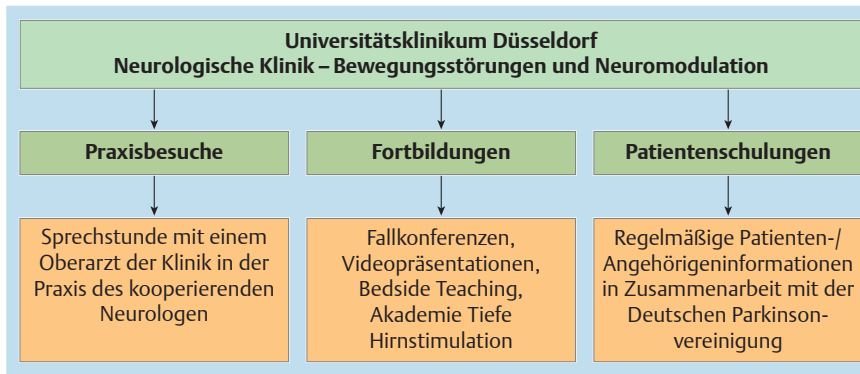 Universitätsklinikum Düsseldorf
Neurologische Klinik – Bewegungsstörungen und Neuromodulation
Praxisbesuche
Fortbildungen
Patientenschulungen
Sprechstunde mit einem
Oberarzt der Klinik in der
Praxis des kooperierenden
Neurologen
Fallkonferenzen,
Videopräsentationen,
Bedside Teaching,
Akademie Tiefe
Hirnstimulation
Regelmäßige Patienten-/
Angehörigeninformationen
in Zusammenarbeit mit der
Deutschen Parkinson-
vereinigung